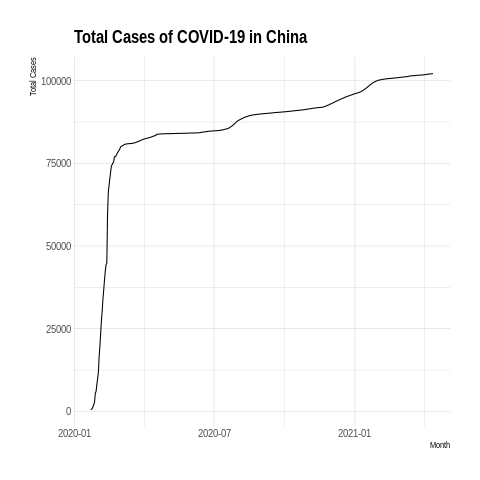 Total Cases of COVID-19 in China
Total Cases
100000
75000
50000
25000
0
2020-01 2020-07 2021-01
Month